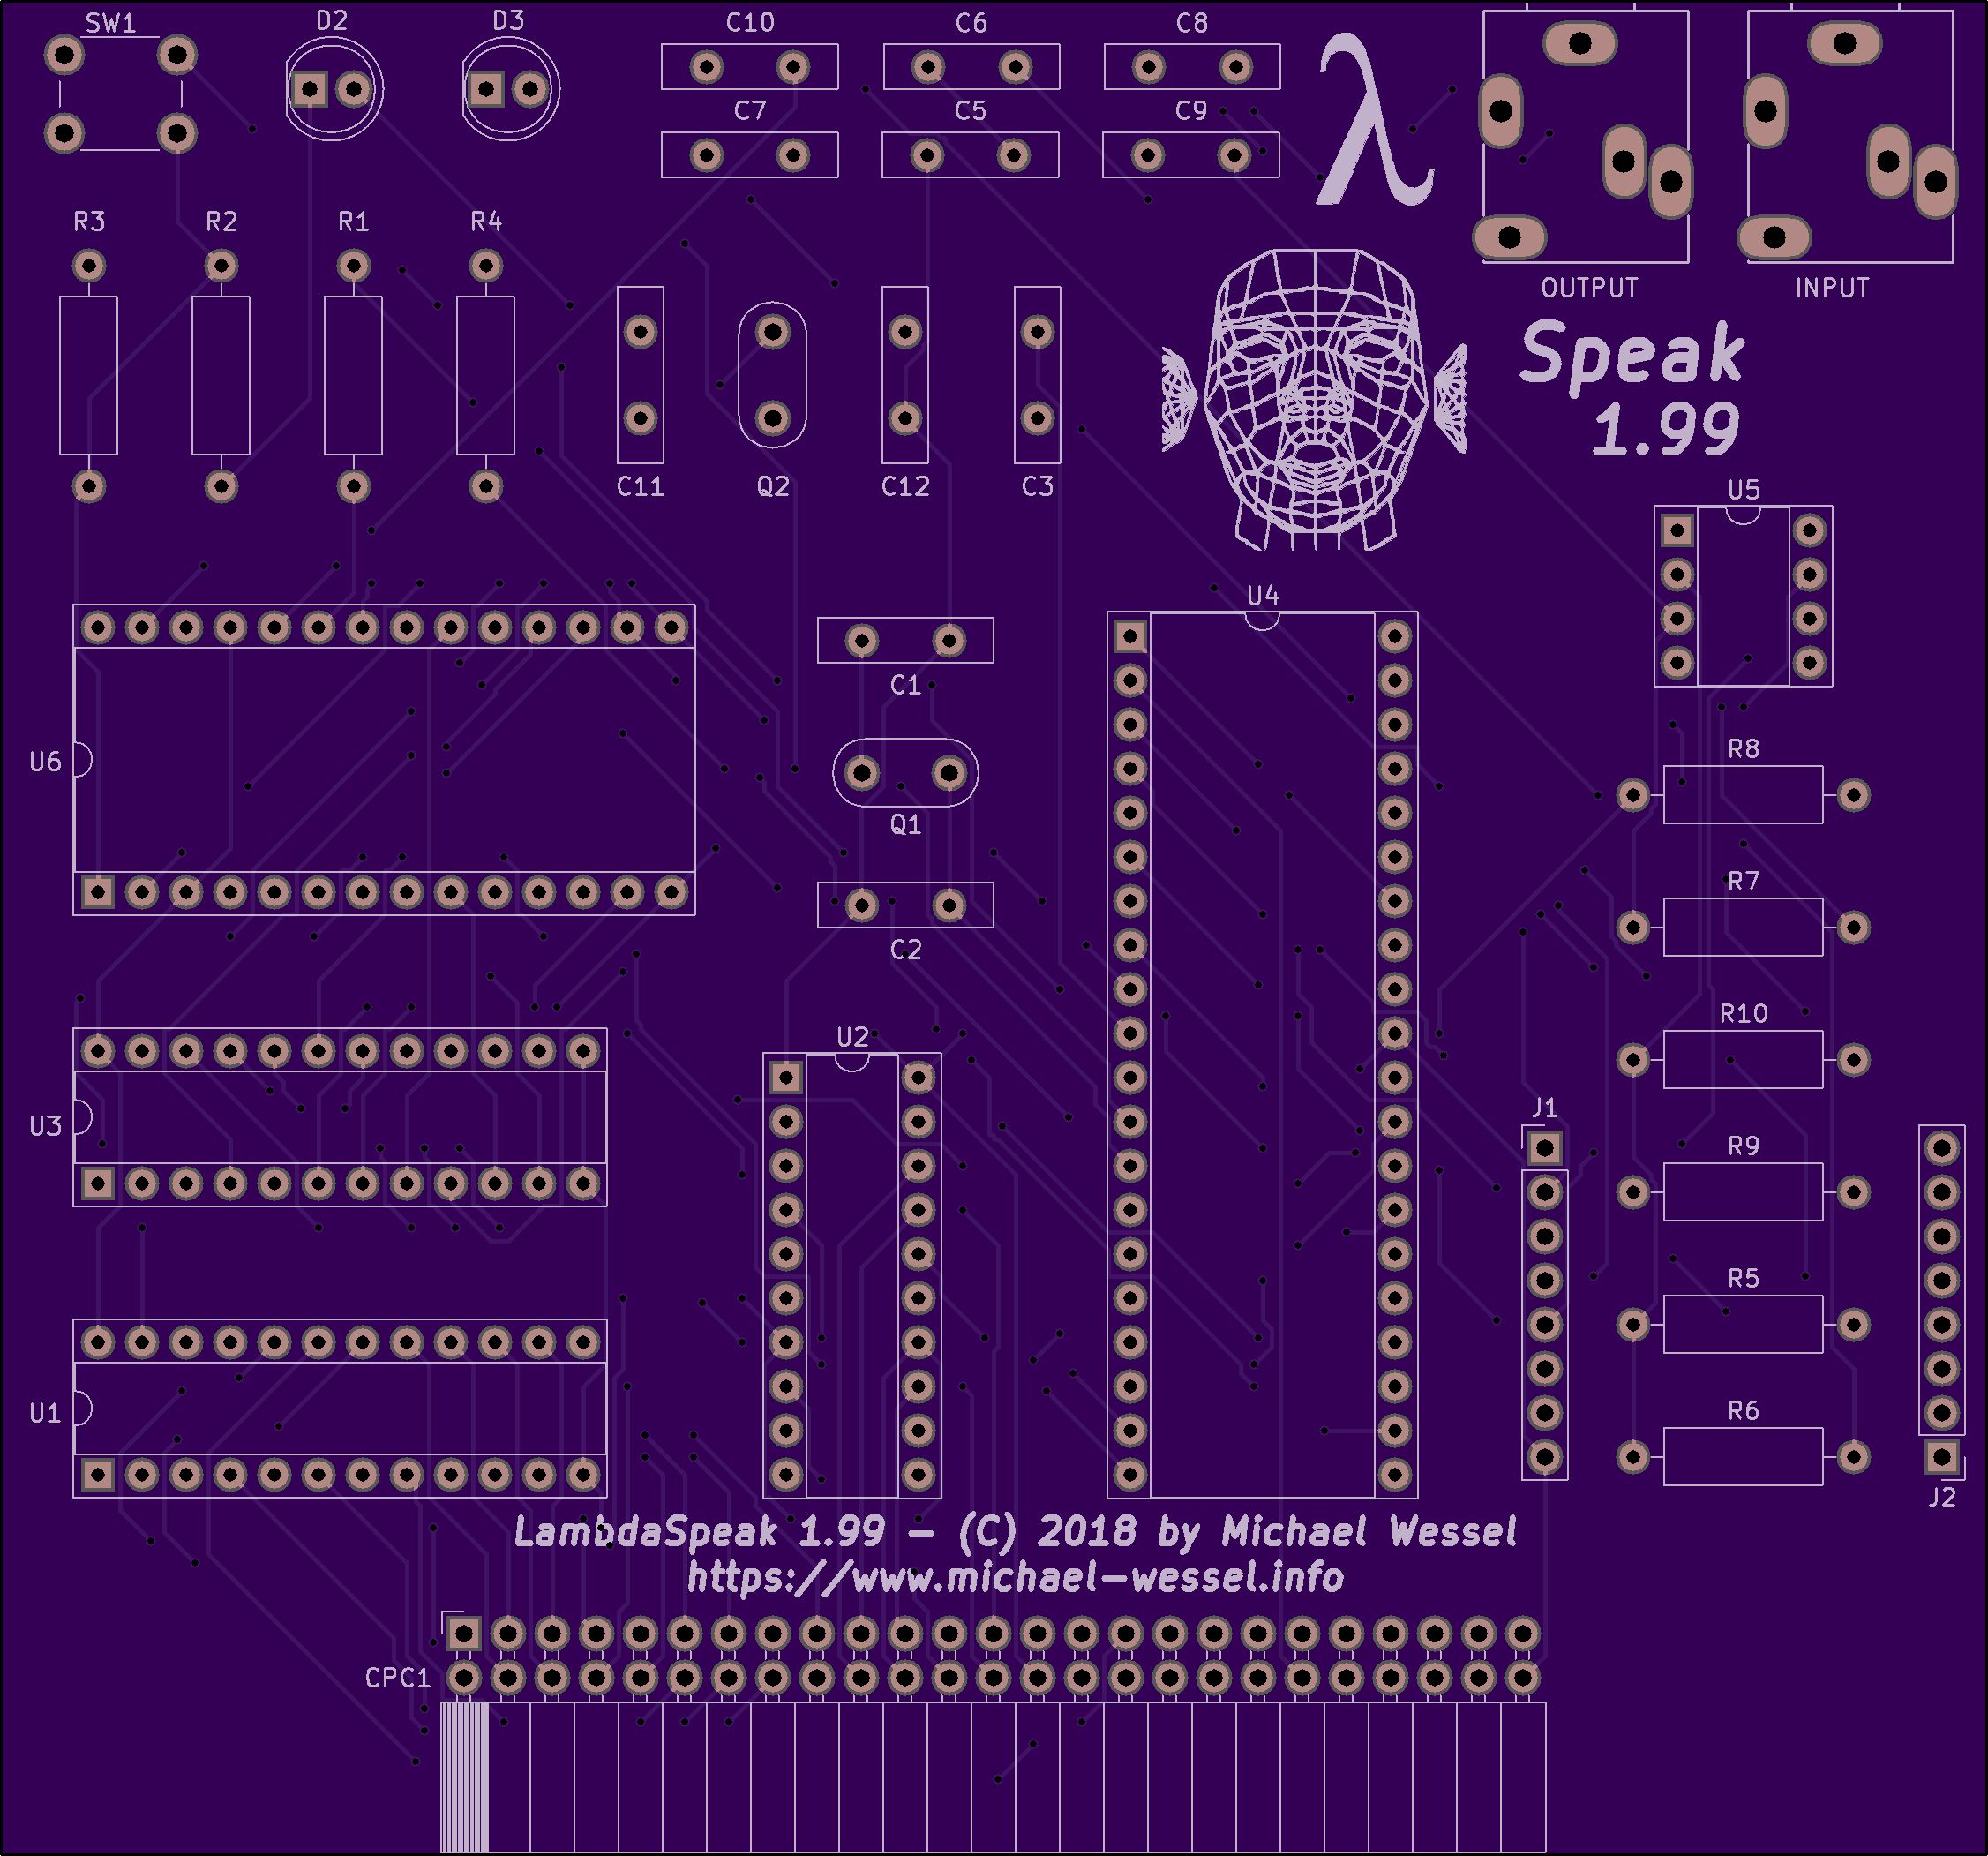 SW1
D2
D3
C10
C6
C8
λ
C7
C5
C9
R3
R2
R1
R4
OUTPUT
INPUT
Speak
1.99
C11
Q2
C12
C3
U5
U4
C1
U6
Q1
R8
R7
C2
R10
U2
U3
J1
R9
R5
U1
R6
J2
LambdaSpeak 1.99 - (C) 2018 by Michael Wessel
https://www.michael-wessel.info
CPC1